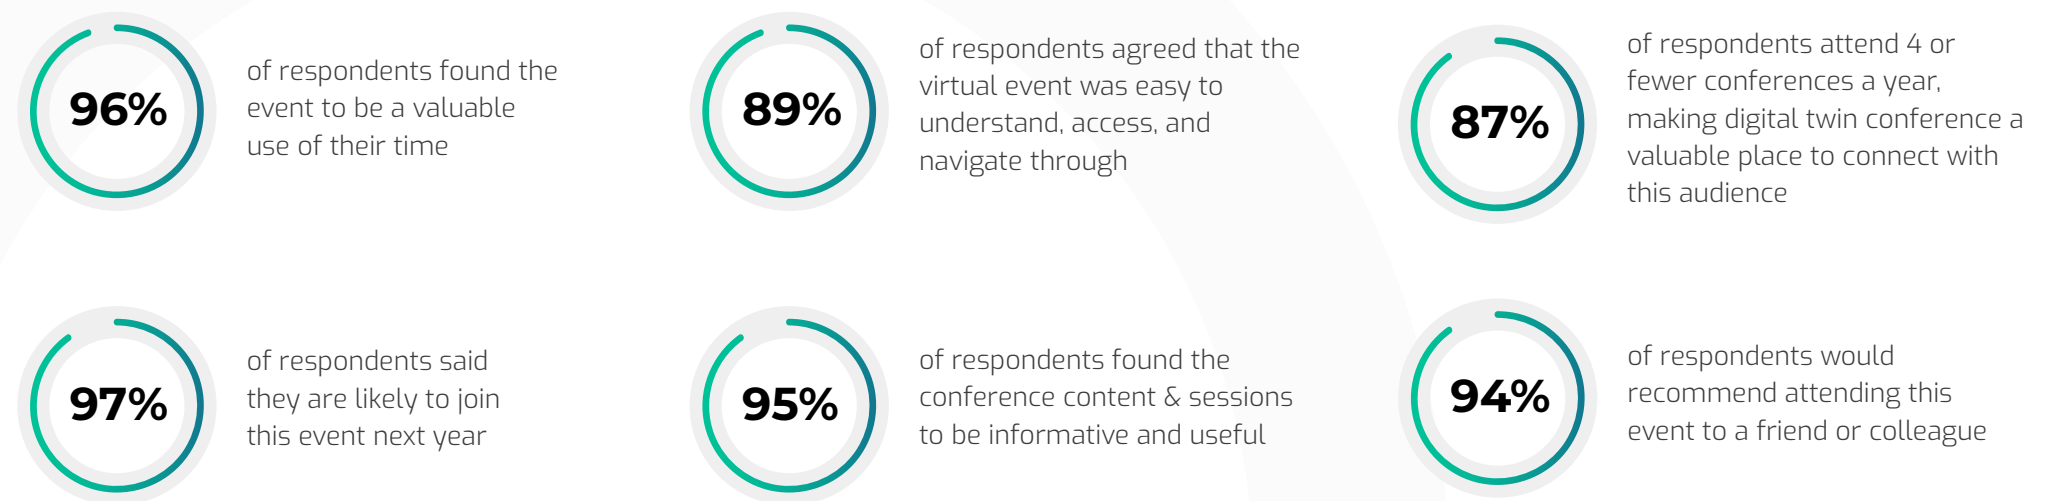 96%
of respondents found the
event to be a valuable
use of their time
89%
of respondents agreed that the
virtual event was easy to
understand, access, and
navigate through
87%
of respondents attend 4 or
fewer conferences a year,
making digital twin conference a
valuable place to connect with
this audience
97%
of respondents said
they are likely to join
this event next year
95%
of respondents found the
conference content & sessions
to be informative and useful
94%
of respondents would
recommend attending this
event to a friend or colleague